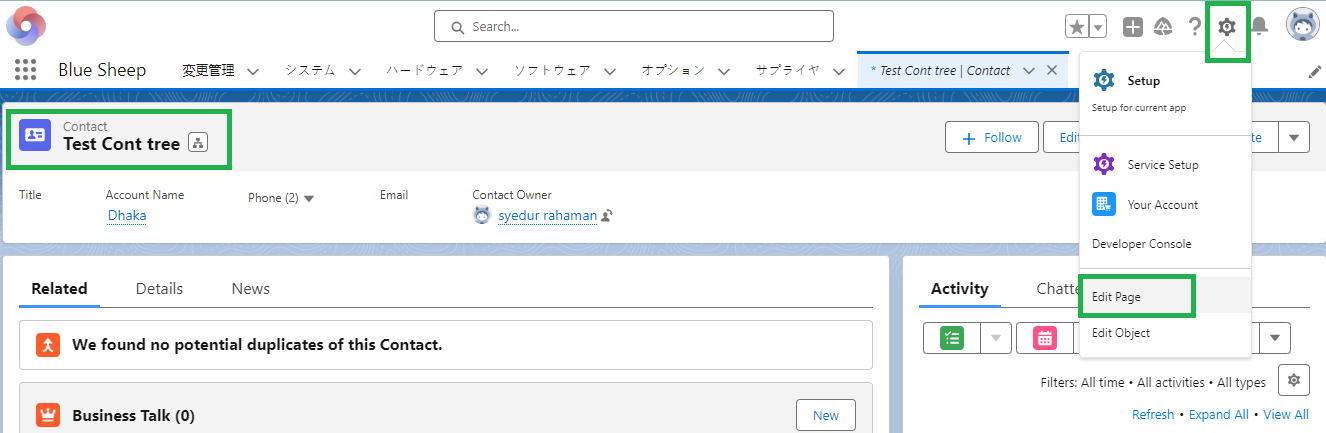 Search...
Blue Sheep 変更管理 システム ハードウェア ソフトウェア オプション サプライヤ * Test Cont tree | Contact
Setup
Setup for current app
Contact
Test Cont tree
Follow
Service Setup
Title Account Name Phone (2) Email Contact Owner
Dhaka syedur rahaman
Your Account
Developer Console
Related Details News
Activity
Edit Page
Edit Object
We found no potential duplicates of this Contact.
Filters: All time • All activities • All types
Business Talk (0) New
Refresh • Expand All • View All